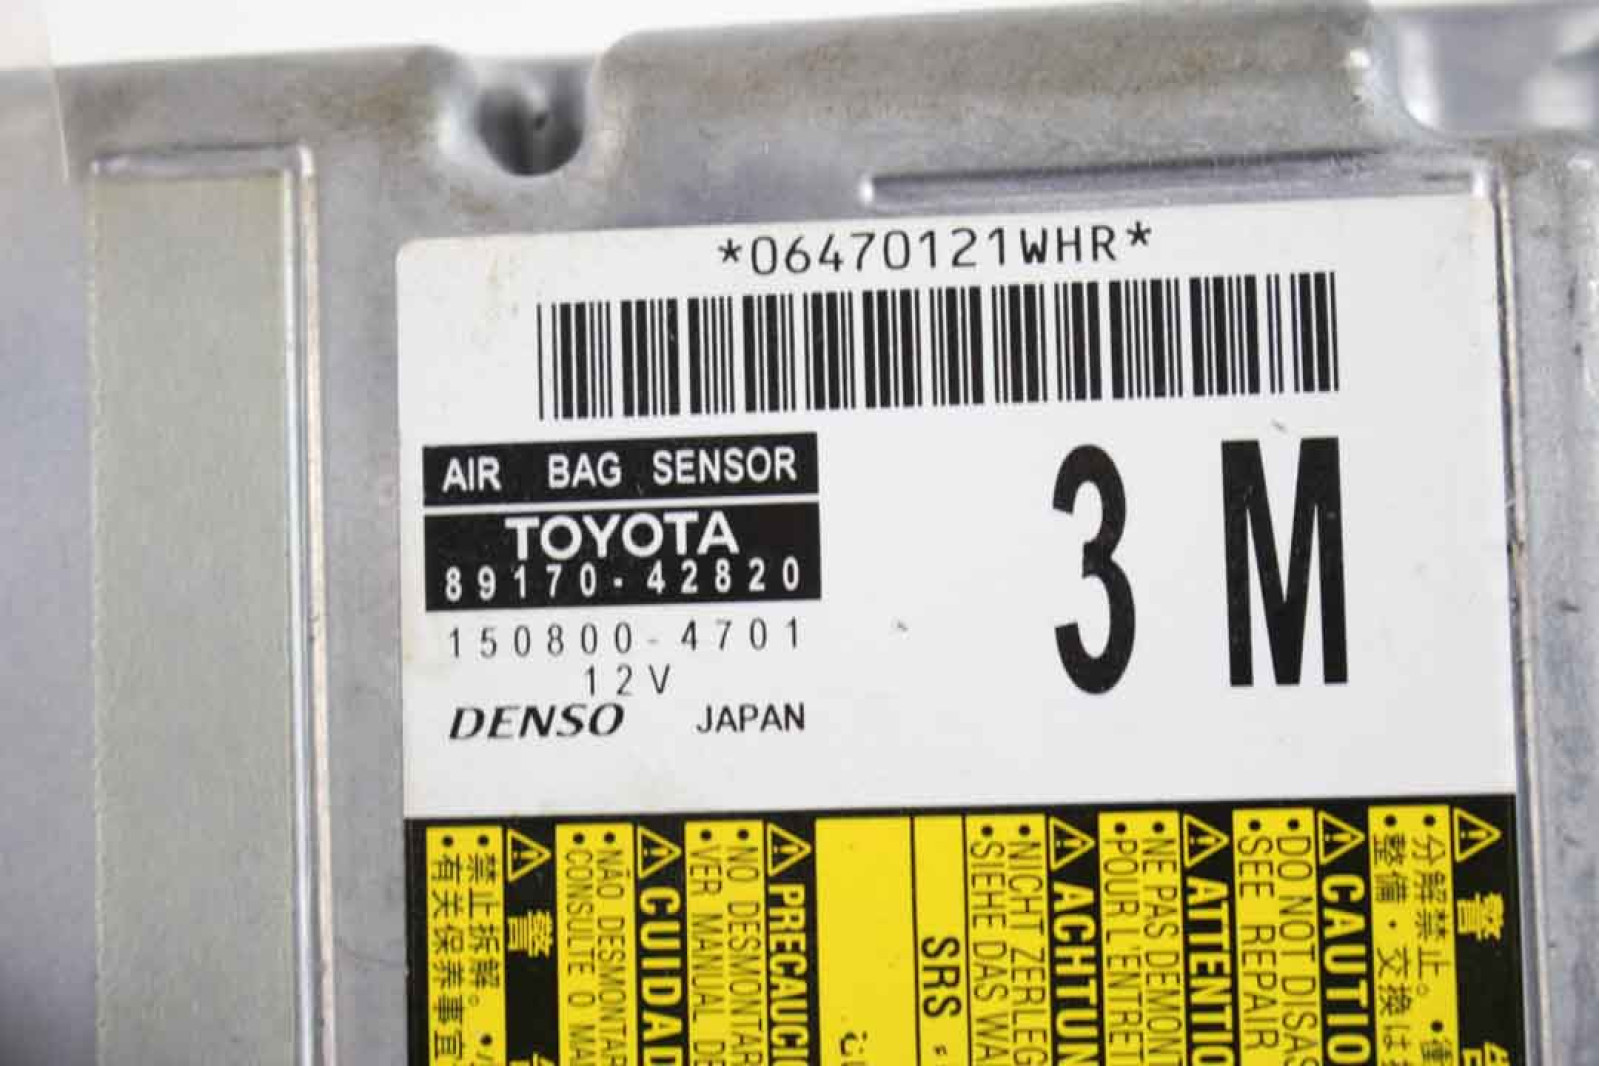 *06470121WHR*
AIR BAG SENSOR
TOYOTA
89170-42820
150800-4701
12V
DENSO JAPAN
3 M
警
・分解禁止。
整備・交換は
CAUTIO
・DO NOT DISAS
・SEE REPAIR
ATTENTIO
・NE PAS DEMONT
・POUR L'ENTRET
ACHTUN
・NICHT ZERLEG
・SIEHE DAS WA
SRS
PRECAUCI
・NO DESMONTAR
・VER MANUAL DE
CUIDAD
・NÃO DESMONTAR
・CONSULTE O MA
警
・禁止拆解。
・有关保养事宜